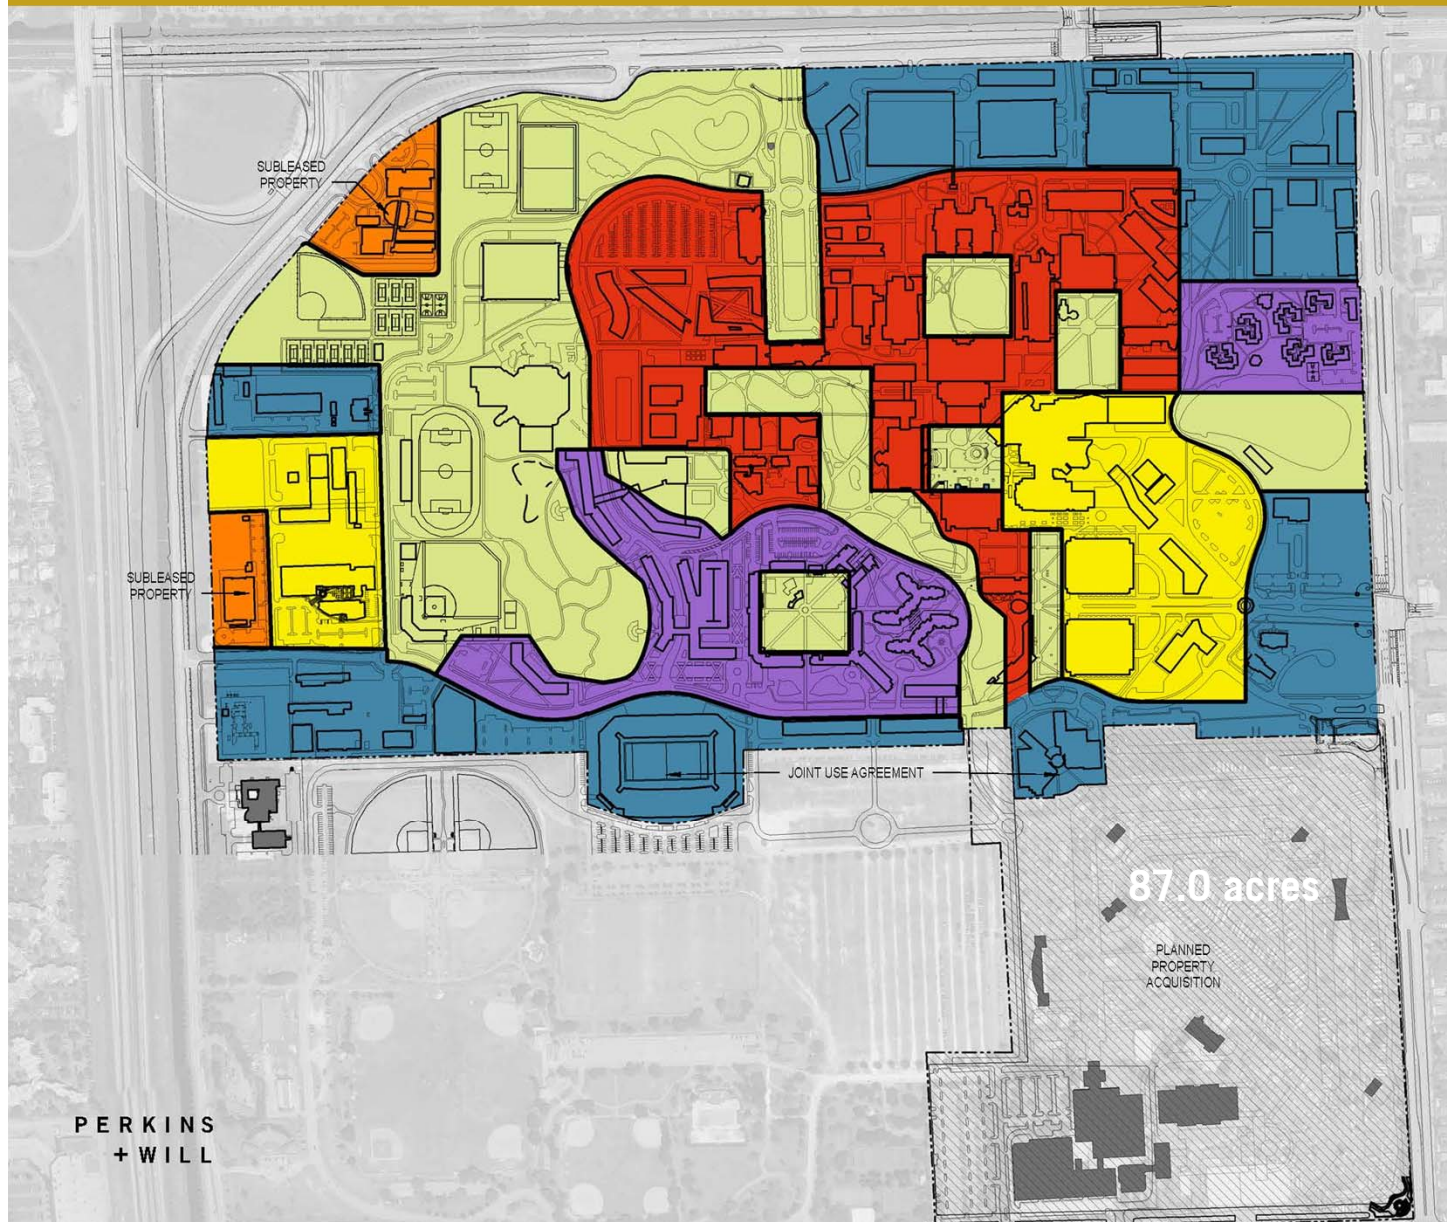 SUBLEASED
PROPERTY
SUBLEASED
PROPERTY
JOINT USE AGREEMENT
87.0 acres
PLANNED
PROPERTY
ACQUISITION
PERKINS
+ WILL